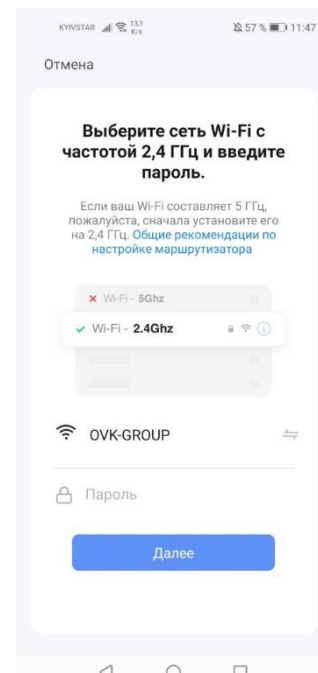 KYIVSTAR 13,5 K/s 57 % 11:47
Отмена
Выберите сеть Wi-Fi с
частотой 2,4 ГГц и введите
пароль.
Если ваш Wi-Fi составляет 5 ГГц,
пожалуйста, сначала установите его
на 2,4 ГГц. Общие рекомендации по
настройке маршрутизатора
Wi-Fi - 5Ghz
Wi-Fi - 2.4Ghz
OVK-GROUP
Пароль
Далее